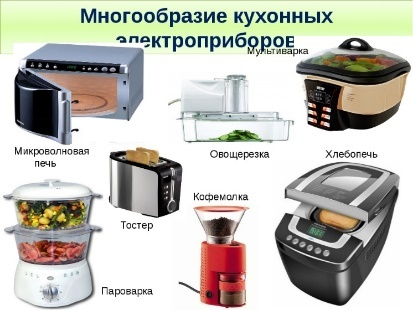 Многообразие кухонных
электроприборов
Мультиварка
Микроволновая
печь
Овощерезка
Хлебопечь
Кофемолка
Тостер
Пароварка